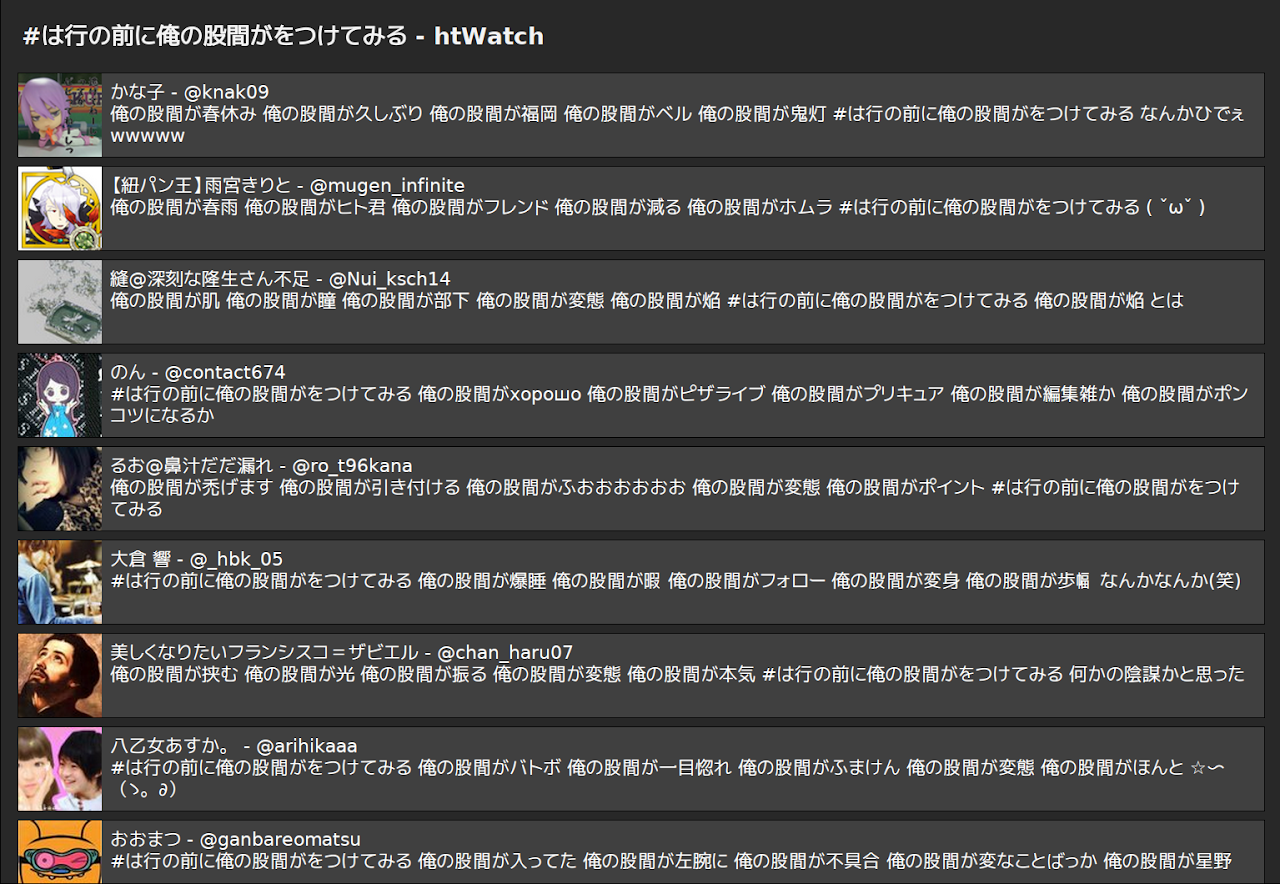 #は行の前に俺の股間がをつけてみる - htWatch
かな子 - @knak09
俺の股間が春休み 俺の股間が久しぶり 俺の股間が福岡 俺の股間がベル 俺の股間が鬼灯 #は行の前に俺の股間がをつけてみる なんかひでぇ
wwwww
【紐パン王】雨宮きりと - @mugen_infinite
俺の股間が春雨 俺の股間がヒト君 俺の股間がフレンド 俺の股間が減る 俺の股間がホムラ #は行の前に俺の股間がをつけてみる ( ˘ω˘ )
縫@深刻な隆生さん不足 - @Nui_ksch14
俺の股間が肌 俺の股間が瞳 俺の股間が部下 俺の股間が変態 俺の股間が焔 #は行の前に俺の股間がをつけてみる 俺の股間が焔 とは
のん - @contact674
#は行の前に俺の股間がをつけてみる 俺の股間がхорошо 俺の股間がピザライブ 俺の股間がプリキュア 俺の股間が編集雑か 俺の股間がポン
コツになるか
るお@鼻汁だだ漏れ - @ro_t96kana
俺の股間が禿げます 俺の股間が引き付ける 俺の股間がふおおおおおお 俺の股間が変態 俺の股間がポイント #は行の前に俺の股間がをつけ
てみる
大倉 響 - @_hbk_05
#は行の前に俺の股間がをつけてみる 俺の股間が爆睡 俺の股間が暇 俺の股間がフォロー 俺の股間が変身 俺の股間が歩幅 なんかなんか(笑)
美しくなりたいフランシスコ＝ザビエル - @chan_haru07
俺の股間が挟む 俺の股間が光 俺の股間が振る 俺の股間が変態 俺の股間が本気 #は行の前に俺の股間がをつけてみる 何かの陰謀かと思った
八乙女あすか。 - @arihikaaa
#は行の前に俺の股間がをつけてみる 俺の股間がバトボ 俺の股間が一目惚れ 俺の股間がふまけん 俺の股間が変態 俺の股間がほんと ☆〜
（ゝ。∂）
おおまつ - @ganbareomatsu
#は行の前に俺の股間がをつけてみる 俺の股間が入ってた 俺の股間が左腕に 俺の股間が不具合 俺の股間が変なことばっか 俺の股間が星野